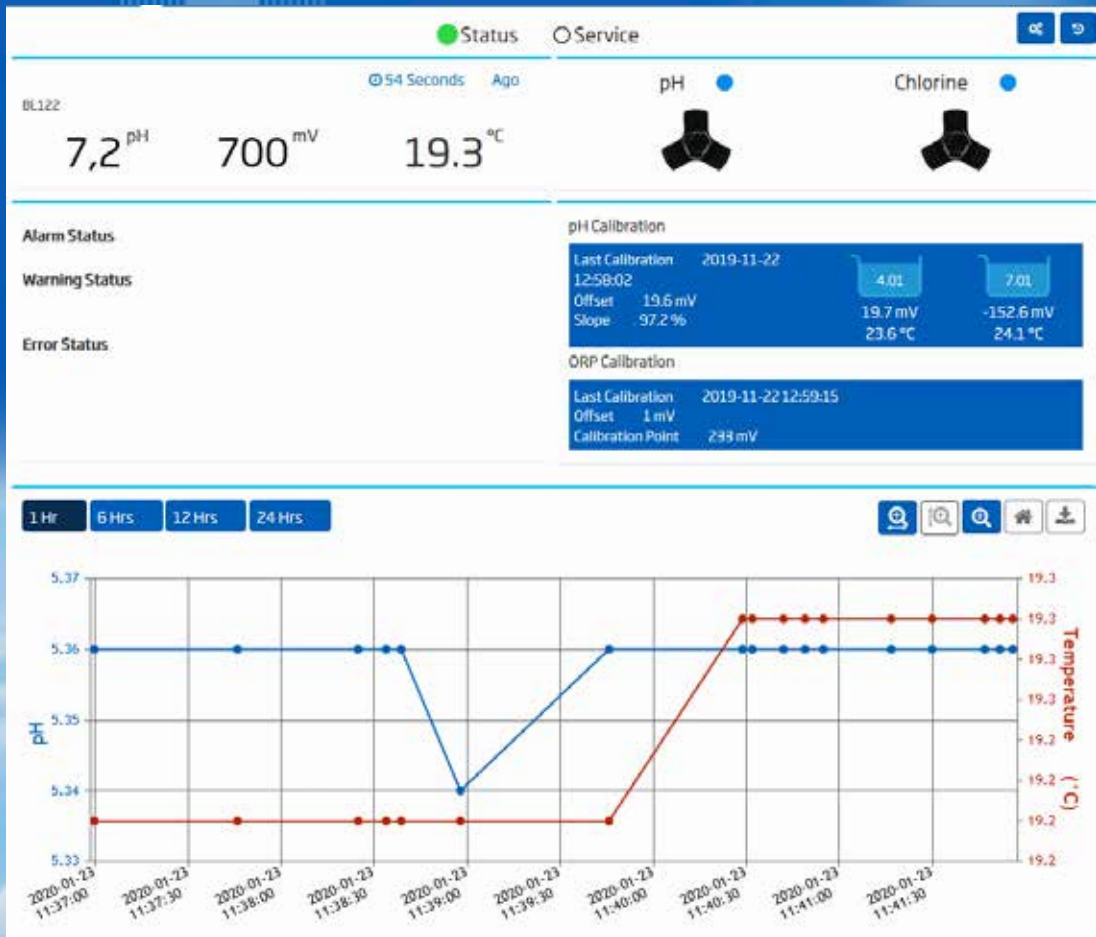 Status Service
54 Seconds Ago
BL122
7,2 pH 700 mV 19.3 °C
pH Chlorine
Alarm Status
Warning Status
Error Status
pH Calibration
Last Calibration 2019-11-22
12:58:02
Offset 19.6 mV
Slope 97.2 %
4.01 7.01
19.7 mV -152.6 mV
23.6 °C 24.1 °C
ORP Calibration
Last Calibration 2019-11-22 12:59:15
Offset 1 mV
Calibration Point 233 mV
1 Hr 6 Hrs 12 Hrs 24 Hrs
pH
5.37
5.36
5.35
5.34
5.33
19.3
19.3
19.3
19.3
19.2
19.2
19.2
19.2
Temperature (°C)
2020-01-23 11:37:00
2020-01-23 11:37:30
2020-01-23 11:38:00
2020-01-23 11:38:30
2020-01-23 11:39:00
2020-01-23 11:39:30
2020-01-23 11:40:00
2020-01-23 11:40:30
2020-01-23 11:41:00
2020-01-23 11:41:30